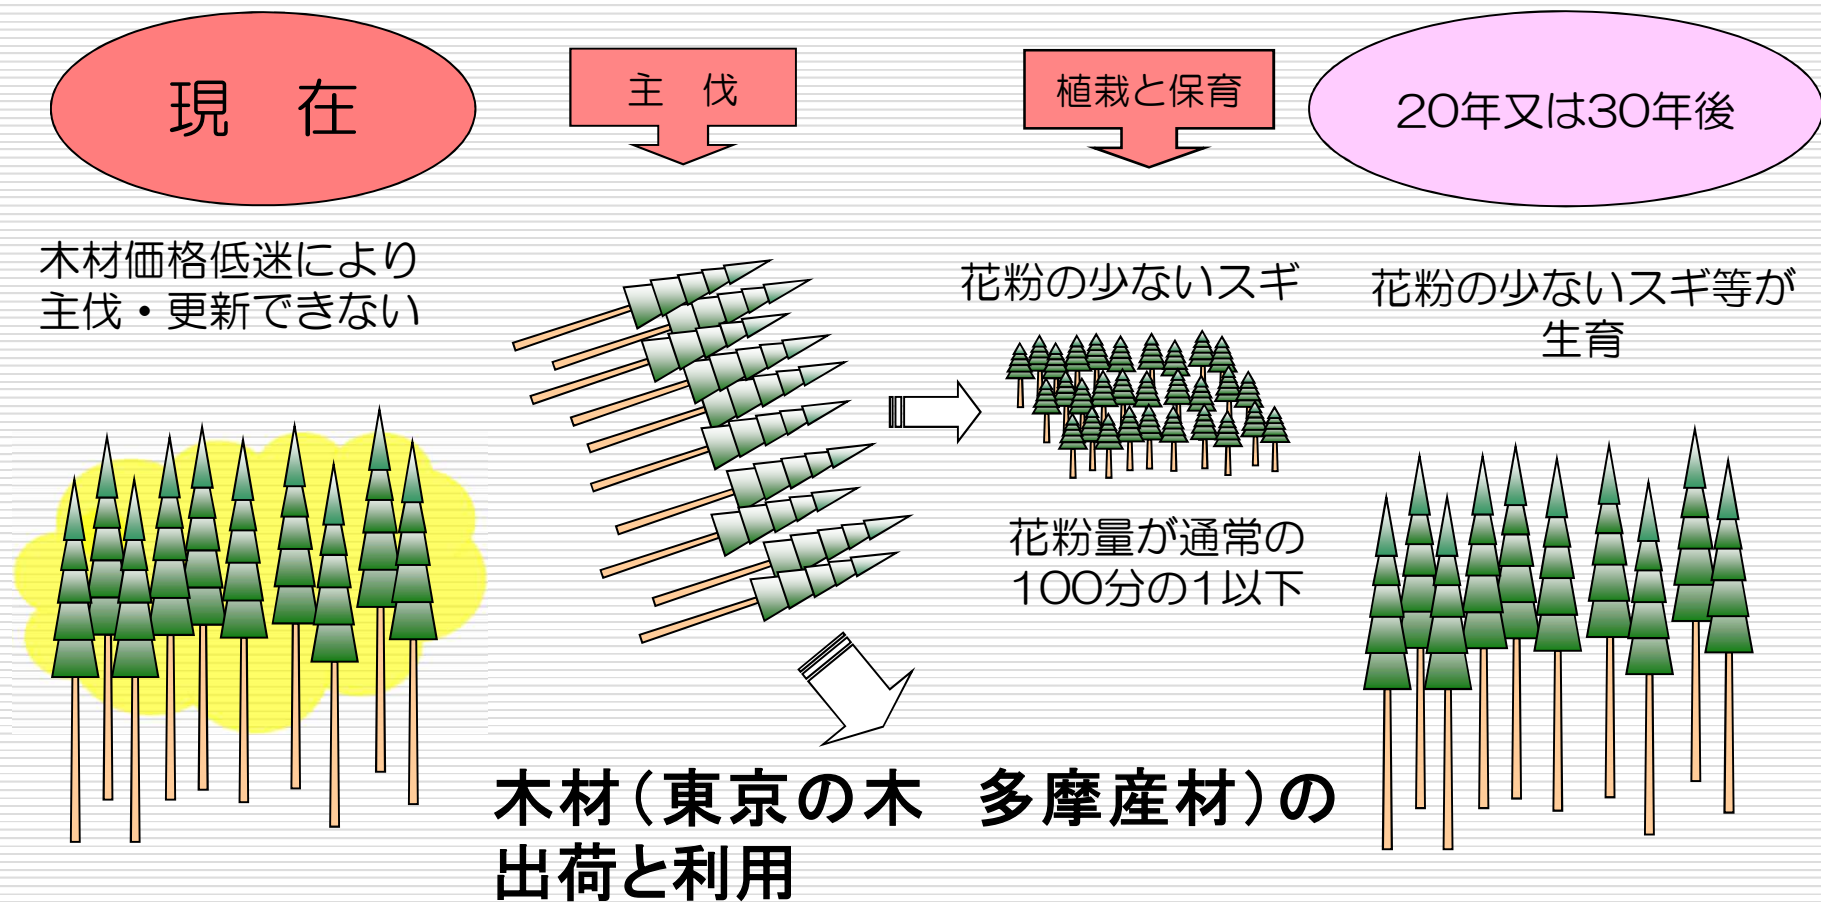 現　在
主　伐
植栽と保育
20年又は30年後
木材価格低迷により
主伐・更新できない
花粉の少ないスギ
花粉量が通常の
100分の1以下
花粉の少ないスギ等が
生育
木材（東京の木　多摩産材）の
出荷と利用